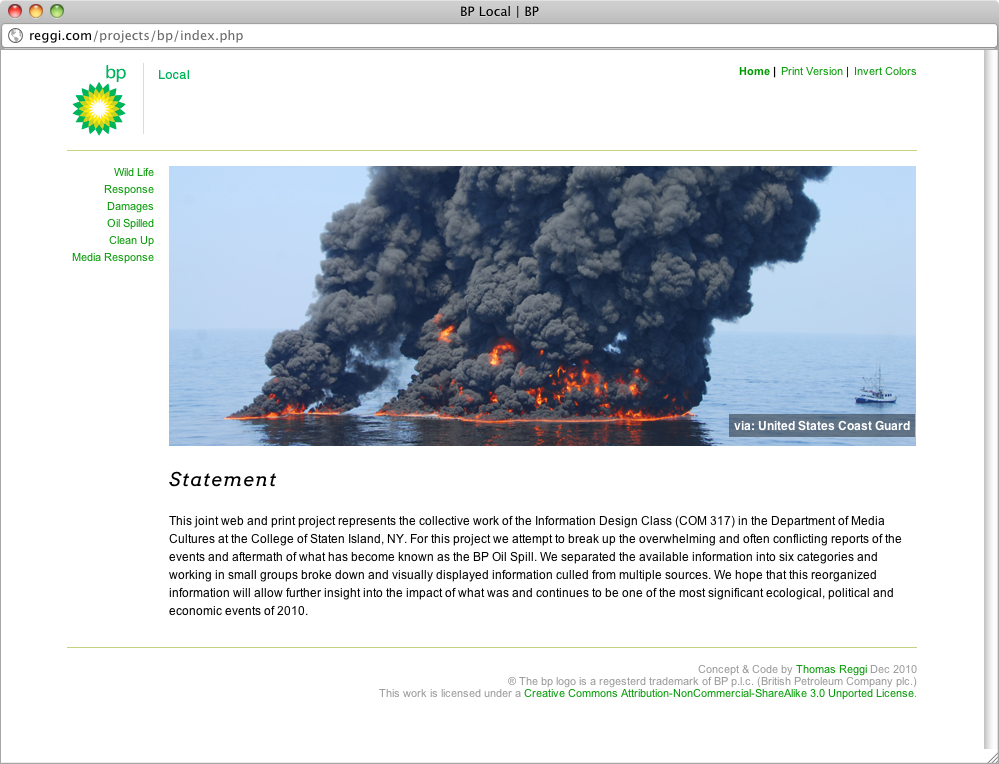 BP Local | BP
reggi.com/projects/bp/index.php
bp
Local
Home | Print Version | Invert Colors
Wild Life
Response
Damages
Oil Spilled
Clean Up
Media Response
via: United States Coast Guard
Statement
This joint web and print project represents the collective work of the Information Design Class (COM 317) in the Department of Media
Cultures at the College of Staten Island, NY. For this project we attempt to break up the overwhelming and often conflicting reports of the
events and aftermath of what has become known as the BP Oil Spill. We separated the available information into six categories and
working in small groups broke down and visually displayed information culled from multiple sources. We hope that this reorganized
information will allow further insight into the impact of what was and continues to be one of the most significant ecological, political and
economic events of 2010.
Concept & Code by Thomas Reggi Dec 2010
® The bp logo is a regesterd trademark of BP p.l.c. (British Petroleum Company plc.)
This work is licensed under a Creative Commons Attribution-NonCommercial-ShareAlike 3.0 Unported License.